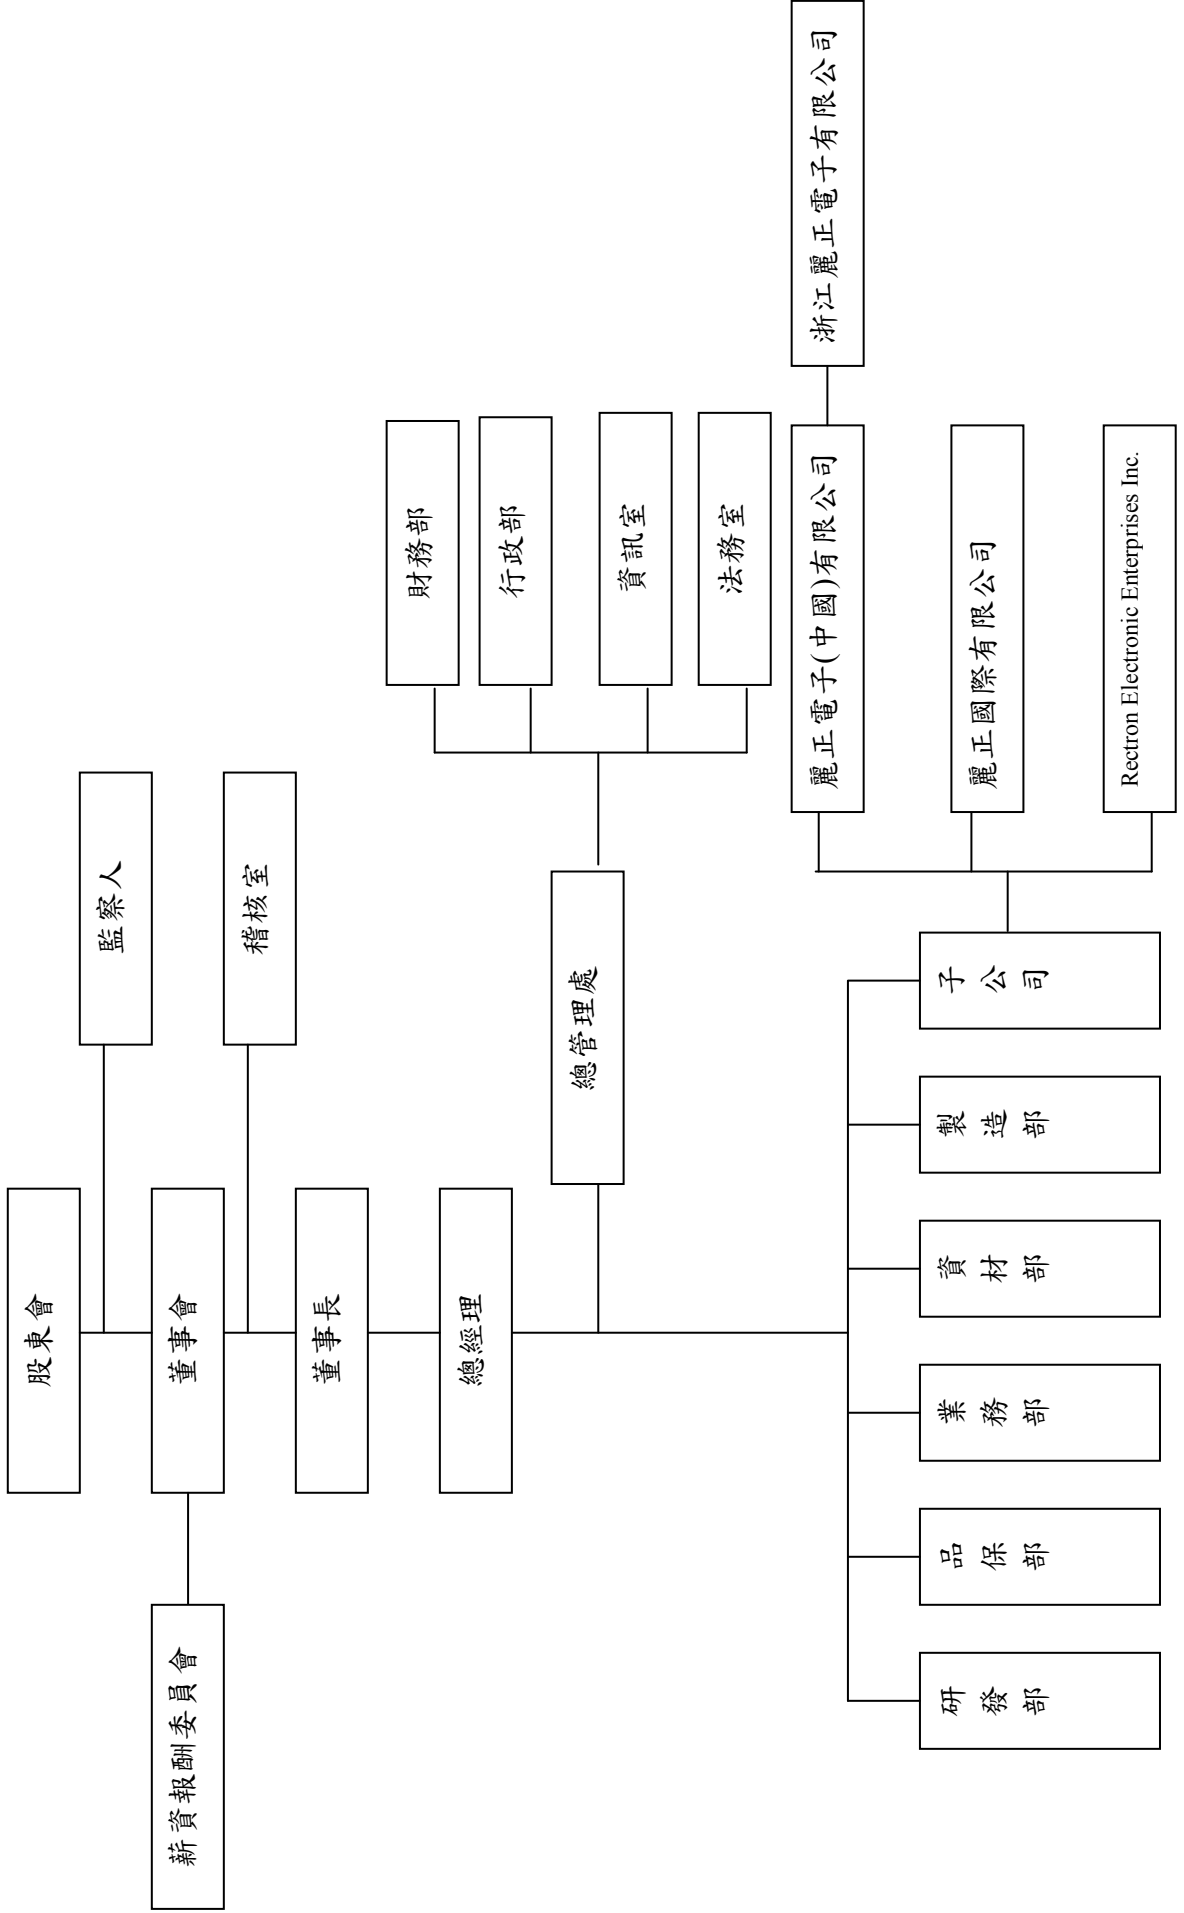 股東會
監察人
薪資報酬委員會
董事會
稽核室
董事長
總經理
總管理處
財務部
行政部
資訊室
法務室
研發部
品保部
業務部
資材部
製造部
子公司
麗正電子(中國)有限公司
浙江麗正電子有限公司
麗正國際有限公司
Rectron Electronic Enterprises Inc.